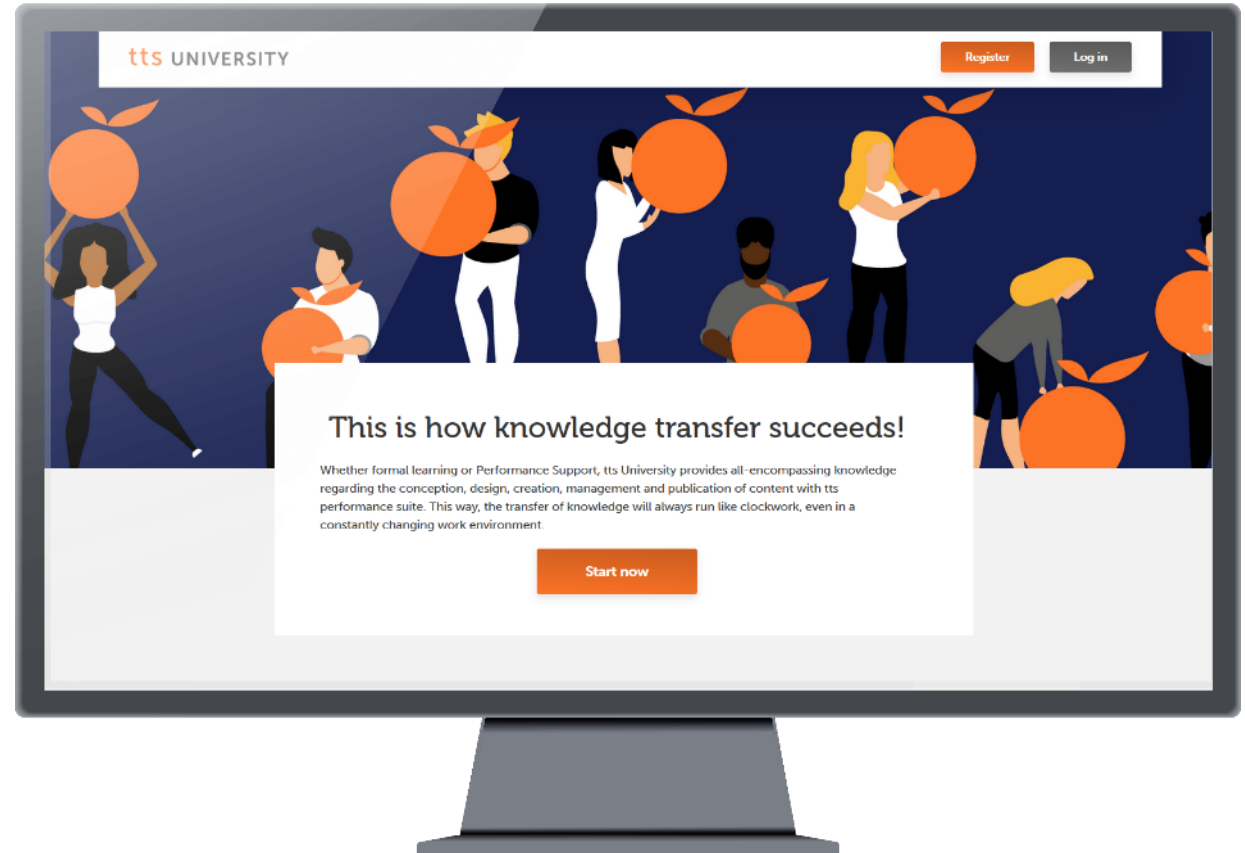 tts UNIVERSITY
Register
Log in
This is how knowledge transfer succeeds!
Whether formal learning or Performance Support, tts University provides all-encompassing knowledge
regarding the conception, design, creation, management and publication of content with tts
performance suite. This way, the transfer of knowledge will always run like clockwork, even in a
constantly changing work environment.
Start now